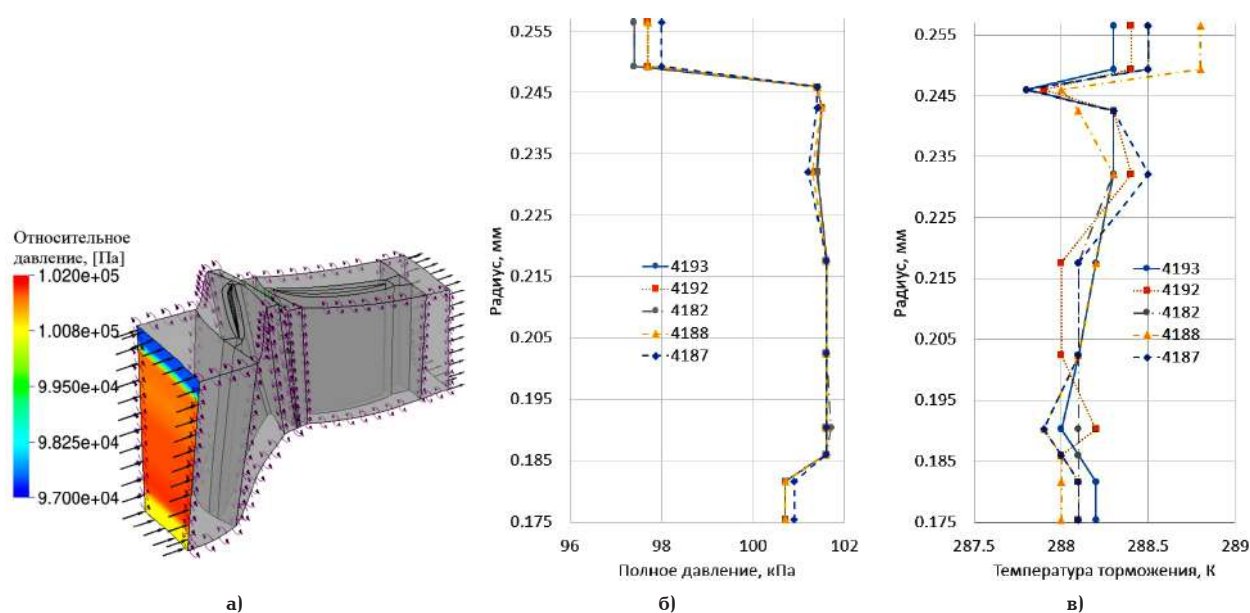 Относительное
давление, [Па]
1.020e+05
1.008e+05
9.950e+04
9.825e+04
9.700e+04
а)
Радиус, мм
0.255
0.245
0.235
0.225
0.215
0.205
0.195
0.185
0.175
4193
4192
4182
4188
4187
96 98 100 102
Полное давление, кПа
б)
Радиус, мм
0.255
0.245
0.235
0.225
0.215
0.205
0.195
0.185
0.175
4193
4192
4182
4188
4187
287.5 288 288.5 289
Температура торможения, К
в)